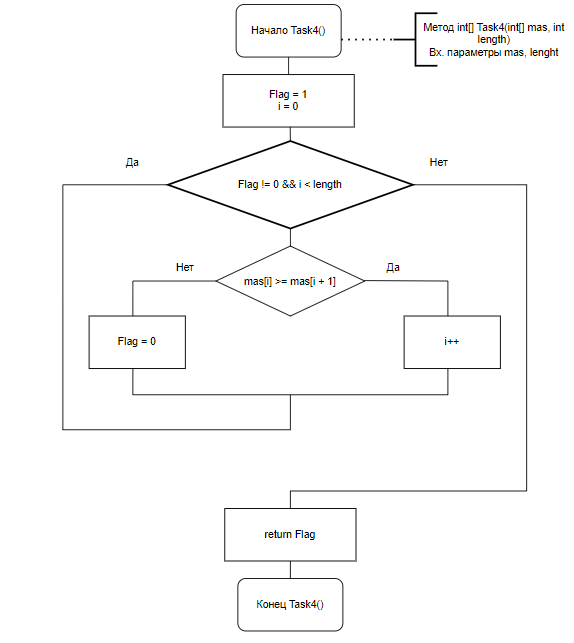 Начало Task4()
Метод int[] Task4(int[] mas, int
length)
Вх. параметры mas, lenght
Flag = 1
i = 0
Да
Нет
Flag != 0 && i < length
Нет
Да
mas[i] >= mas[i + 1]
Flag = 0
i++
return Flag
Конец Task4()